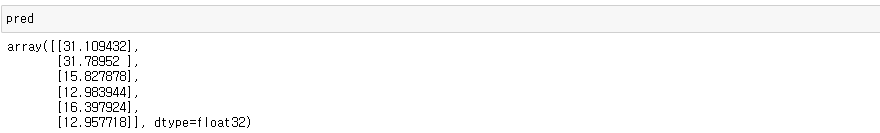 pred
array([[31.109432],
       [31.78952 ],
       [15.827878],
       [12.983944],
       [16.397924],
       [12.957718]], dtype=float32)